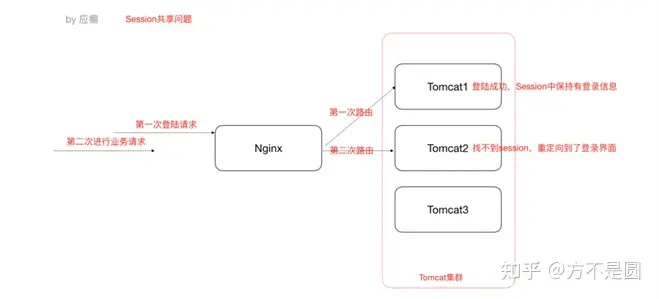 by 应癫 Session共享问题
Tomcat1 登陆成功，Session中保持有登录信息
第一次路由
第一次登陆请求
第二次进行业务请求
Nginx
第二次路由
Tomcat2 找不到session，重定向到了登录界面
Tomcat3
Tomcat集群
知乎 @方不是圆